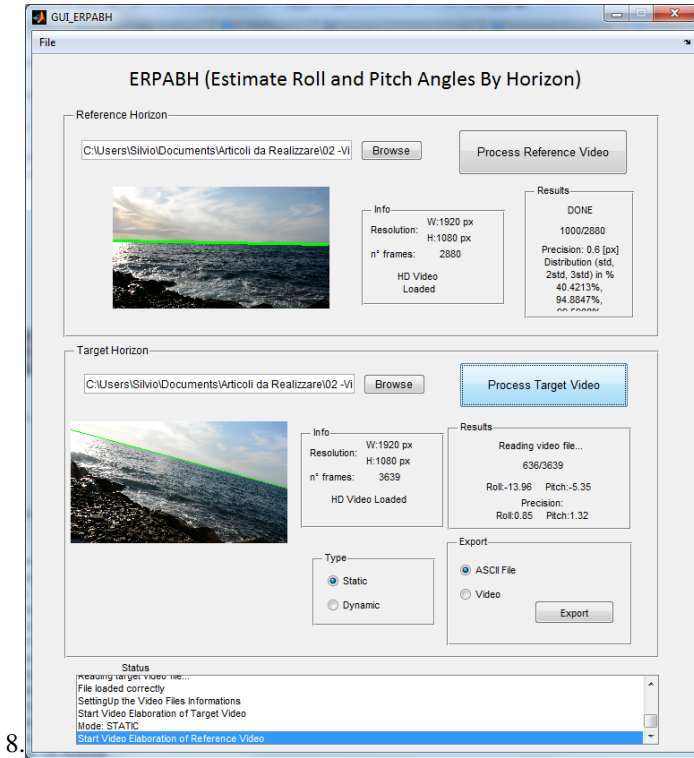 GUI_ERPABH
File
ERPABH (Estimate Roll and Pitch Angles By Horizon)
Reference Horizon
C:\Users\Silvio\Documents\Articoli da Realizzare\02 -Vi
Browse
Process Reference Video
Info
Resolution: W:1920 px
H:1080 px
n° frames: 2880
HD Video
Loaded
Results
DONE
1000/2880
Precision: 0.6 [px]
Distribution (std,
2std, 3std) in %
40.4213%,
94.8847%,
Target Horizon
C:\Users\Silvio\Documents\Articoli da Realizzare\02 -Vi
Browse
Process Target Video
Info
Resolution: W:1920 px
H:1080 px
n° frames: 3639
HD Video Loaded
Results
Reading video file...
636/3639
Roll:-13.96 Pitch:-5.35
Precision:
Roll:0.85 Pitch:1.32
Type
Static
Dynamic
Export
ASCII File
Video
Export
Status
Reading target video file...
File loaded correctly
SettingUp the Video Files Informations
Start Video Elaboration of Target Video
Mode: STATIC
Start Video Elaboration of Reference Video
8.